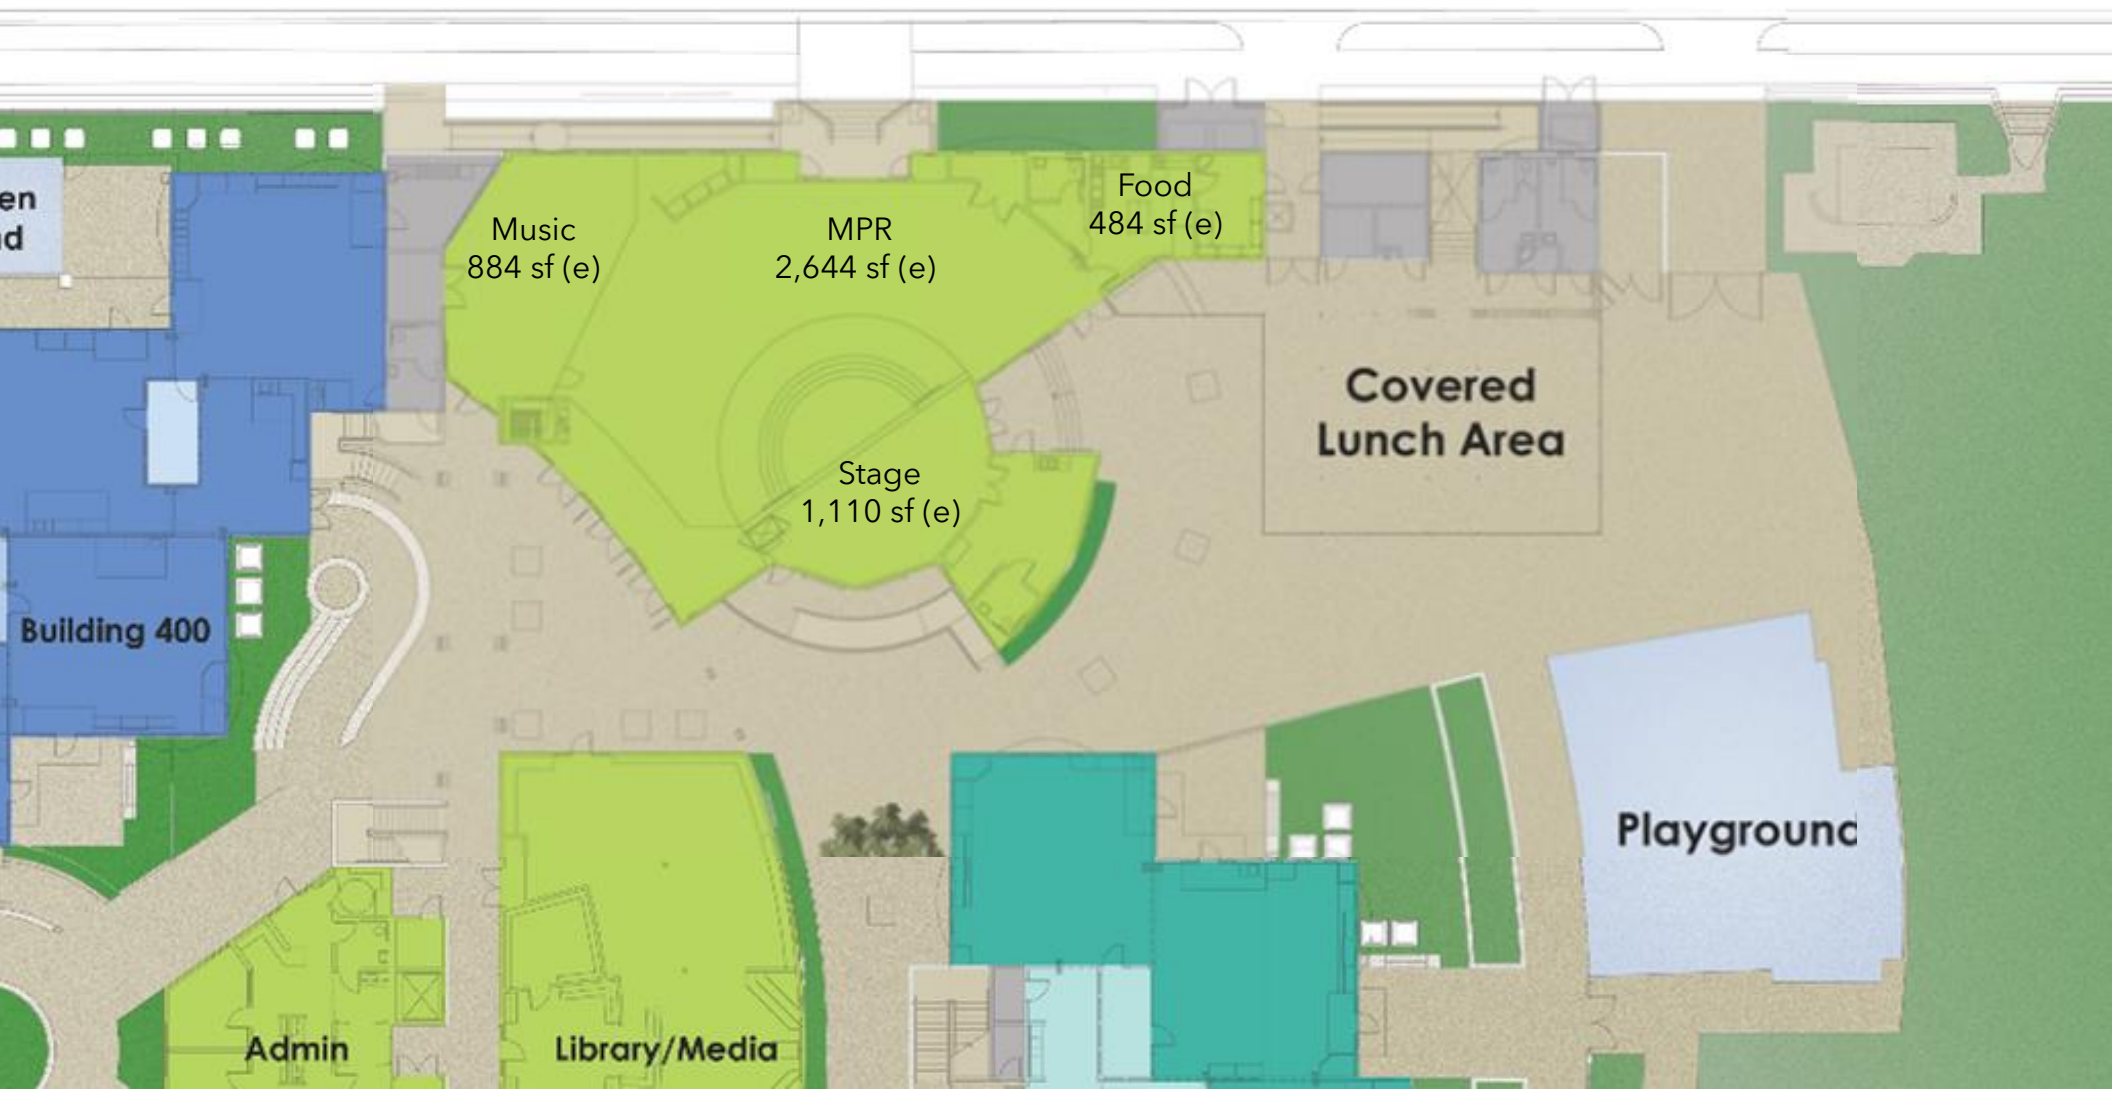 en
d
Music
884 sf (e)
MPR
2,644 sf (e)
Food
484 sf (e)
Covered
Lunch Area
Stage
1,110 sf (e)
Building 400
Playground
Admin
Library/Media